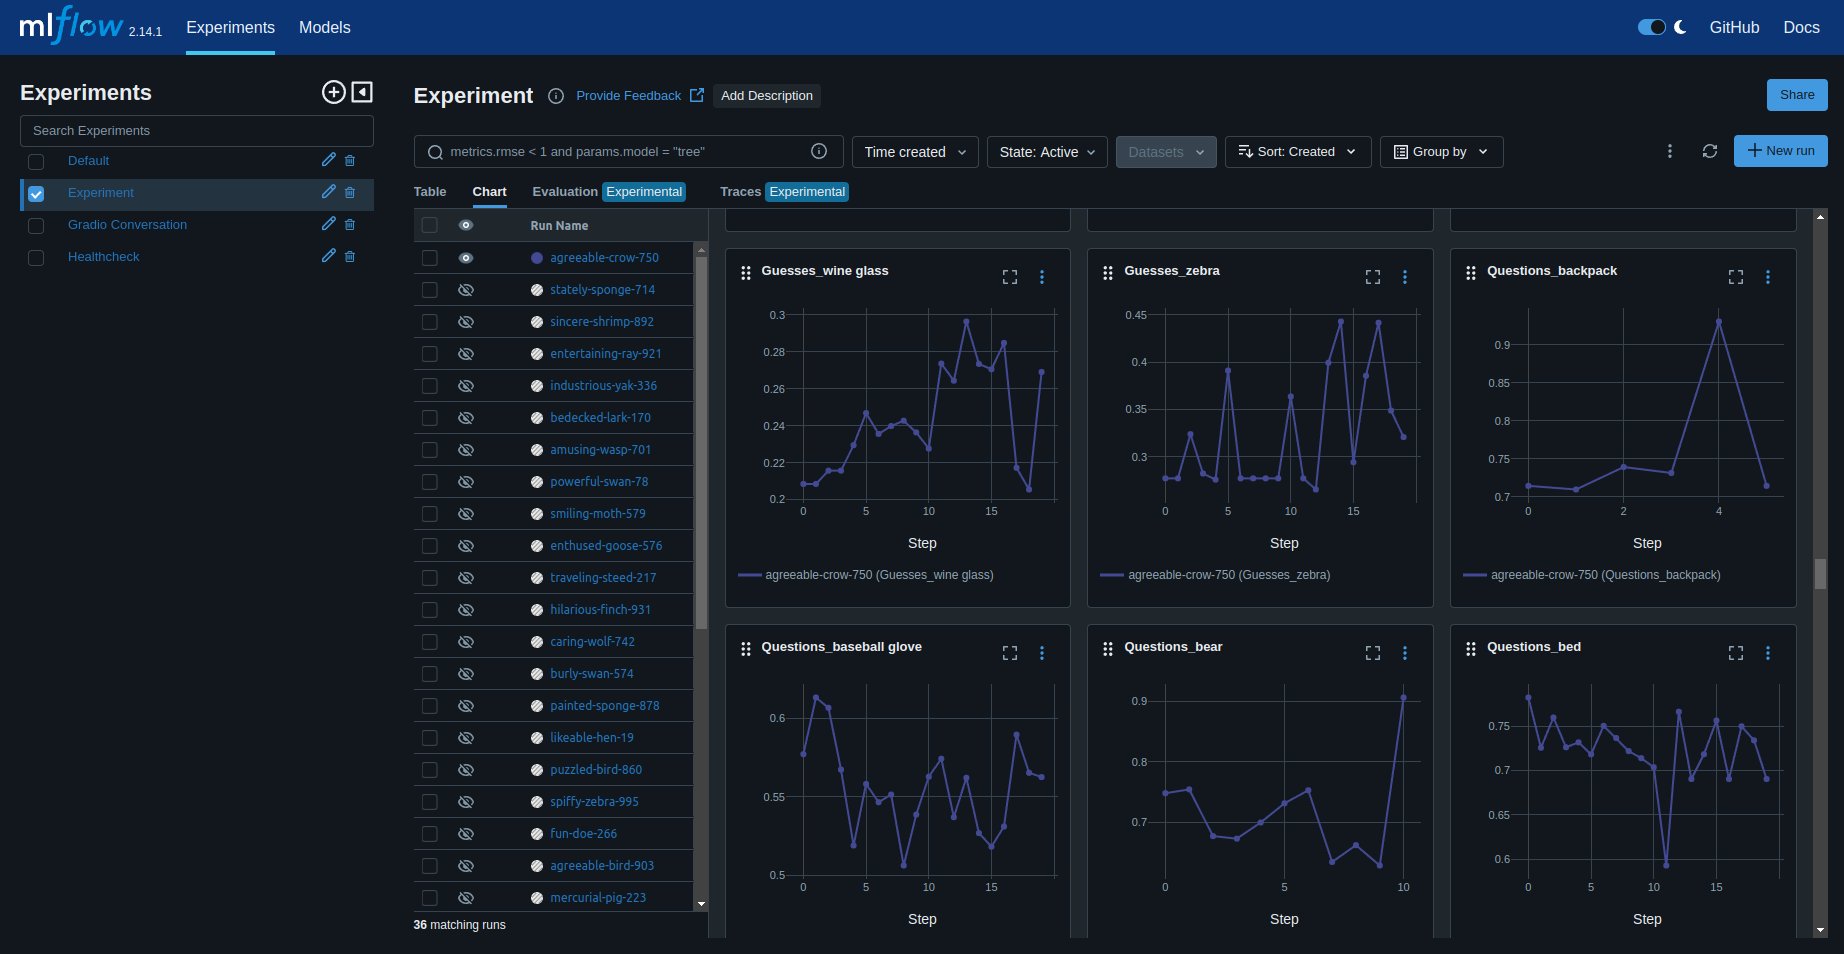 mlflow 2.14.1 Experiments Models GitHub Docs
Experiments
Search Experiments
Default
Experiment
Gradio Conversation
Healthcheck
Experiment Provide Feedback Add Description Share
metrics.rmse < 1 and params.model = "tree" Time created State: Active Datasets Sort: Created Group by New run
Table Chart Evaluation Experimental Traces Experimental
Run Name
agreeable-crow-750
stately-sponge-714
sincere-shrimp-892
entertaining-ray-921
industrious-yak-336
bedecked-lark-170
amusing-wasp-701
powerful-swan-78
smiling-moth-579
enthused-goose-576
traveling-steed-217
hilarious-finch-931
caring-wolf-742
burly-swan-574
painted-sponge-878
likeable-hen-19
puzzled-bird-860
spiffy-zebra-995
fun-doe-266
agreeable-bird-903
mercurial-pig-223
36 matching runs
Guesses_wine glass
0.3
0.28
0.26
0.24
0.22
0.2
0 5 10 15
Step
agreeable-crow-750 (Guesses_wine glass)
Guesses_zebra
0.45
0.4
0.35
0.3
0 5 10 15
Step
agreeable-crow-750 (Guesses_zebra)
Questions_backpack
0.9
0.85
0.8
0.75
0.7
0 2 4
Step
agreeable-crow-750 (Questions_backpack)
Questions_baseball glove
0.6
0.55
0.5
0 5 10 15
Step
Questions_bear
0.9
0.8
0.7
0 5 10
Step
Questions_bed
0.75
0.7
0.65
0.6
0 5 10 15
Step